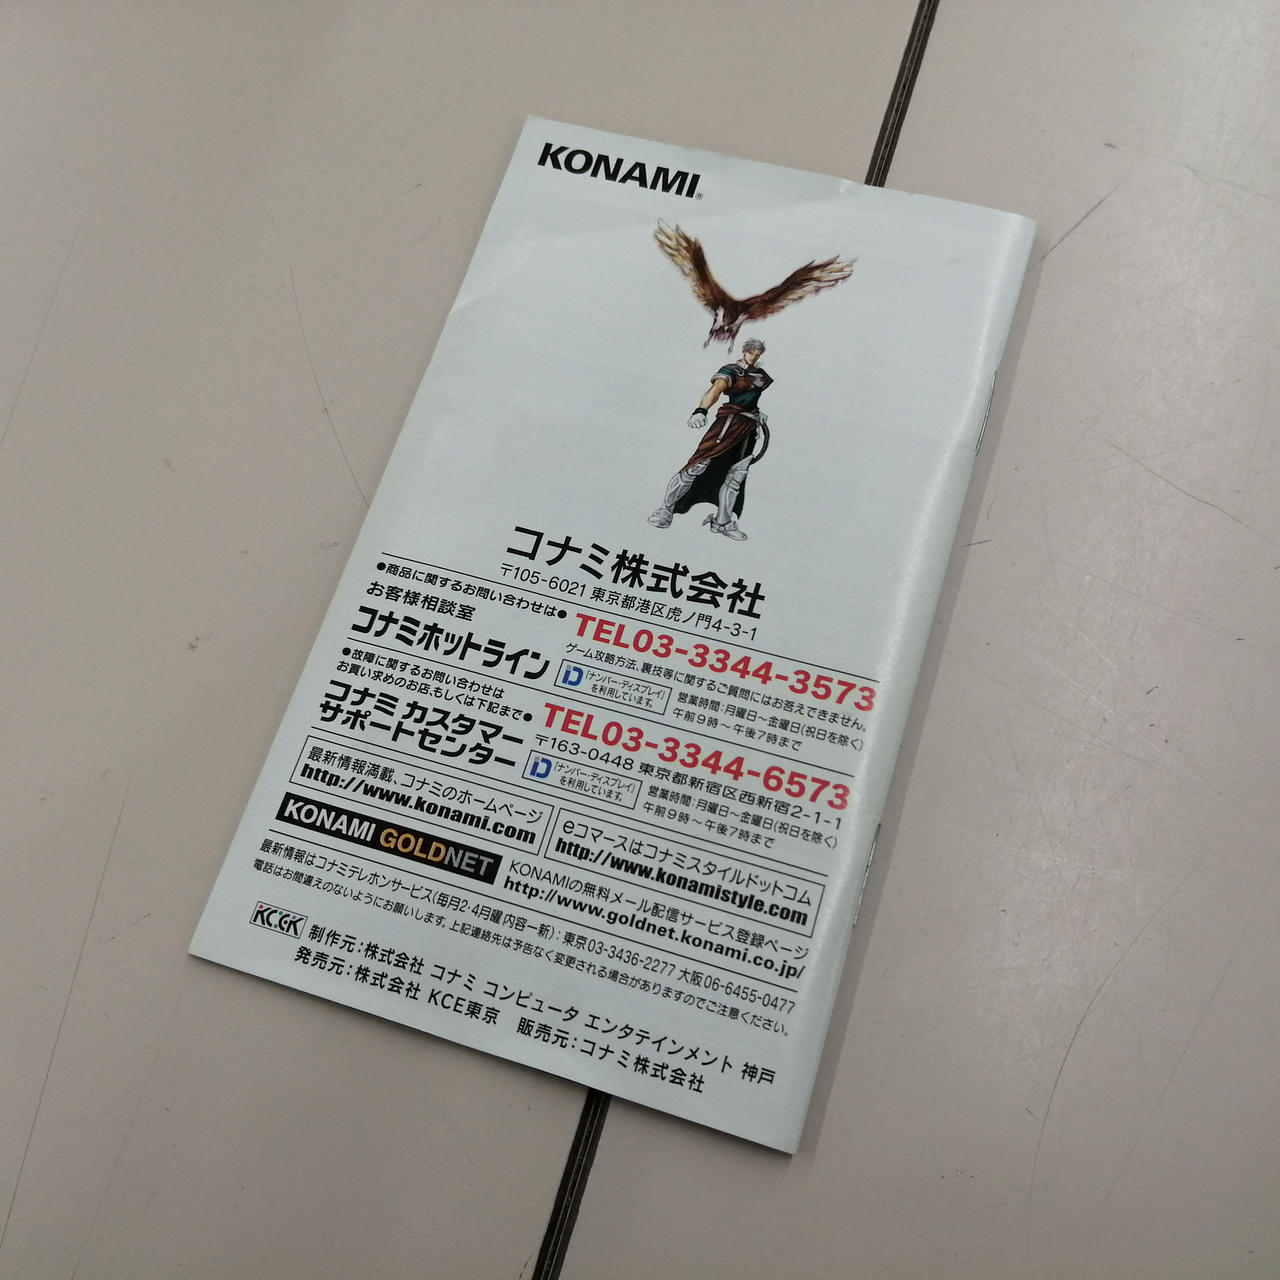 KONAMI®
コナミ株式会社
〒105-6021 東京都港区虎ノ門4-3-1
●商品に関するお問い合わせは●
お客様相談室
コナミホットライン
TEL03-3344-3573
ゲーム攻略方法、裏技等に関するご質問にはお答えできません。
「ナンバー・ディスプレイ」
を利用しています。
営業時間:月曜日〜金曜日(祝日を除く)
午前9時〜午後7時まで
●故障に関するお問い合わせは
お買い求めのお店、もしくは下記まで●
コナミ カスタマー
サポートセンター
TEL03-3344-6573
〒163-0448 東京都新宿区西新宿2-1-1
「ナンバー・ディスプレイ」
を利用しています。
営業時間:月曜日〜金曜日(祝日を除く)
午前9時〜午後7時まで
最新情報満載、コナミのホームページ
http://www.konami.com
eコマースはコナミスタイルドットコム
http://www.konamistyle.com
KONAMI GOLDNET
KONAMIの無料メール配信サービス登録ページ
http://www.goldnet.konami.co.jp/
最新情報はコナミテレホンサービス(毎月2・4月曜内容一新):東京03-3436-2277 大阪06-6455-0477
電話はお間違えのないようにお願いします。上記連絡先は予告なく変更される場合がありますのでご注意ください。
KCEK 制作元:株式会社 コナミ コンピュータ エンタテインメント 神戸
発売元:株式会社 KCE東京 販売元:コナミ株式会社